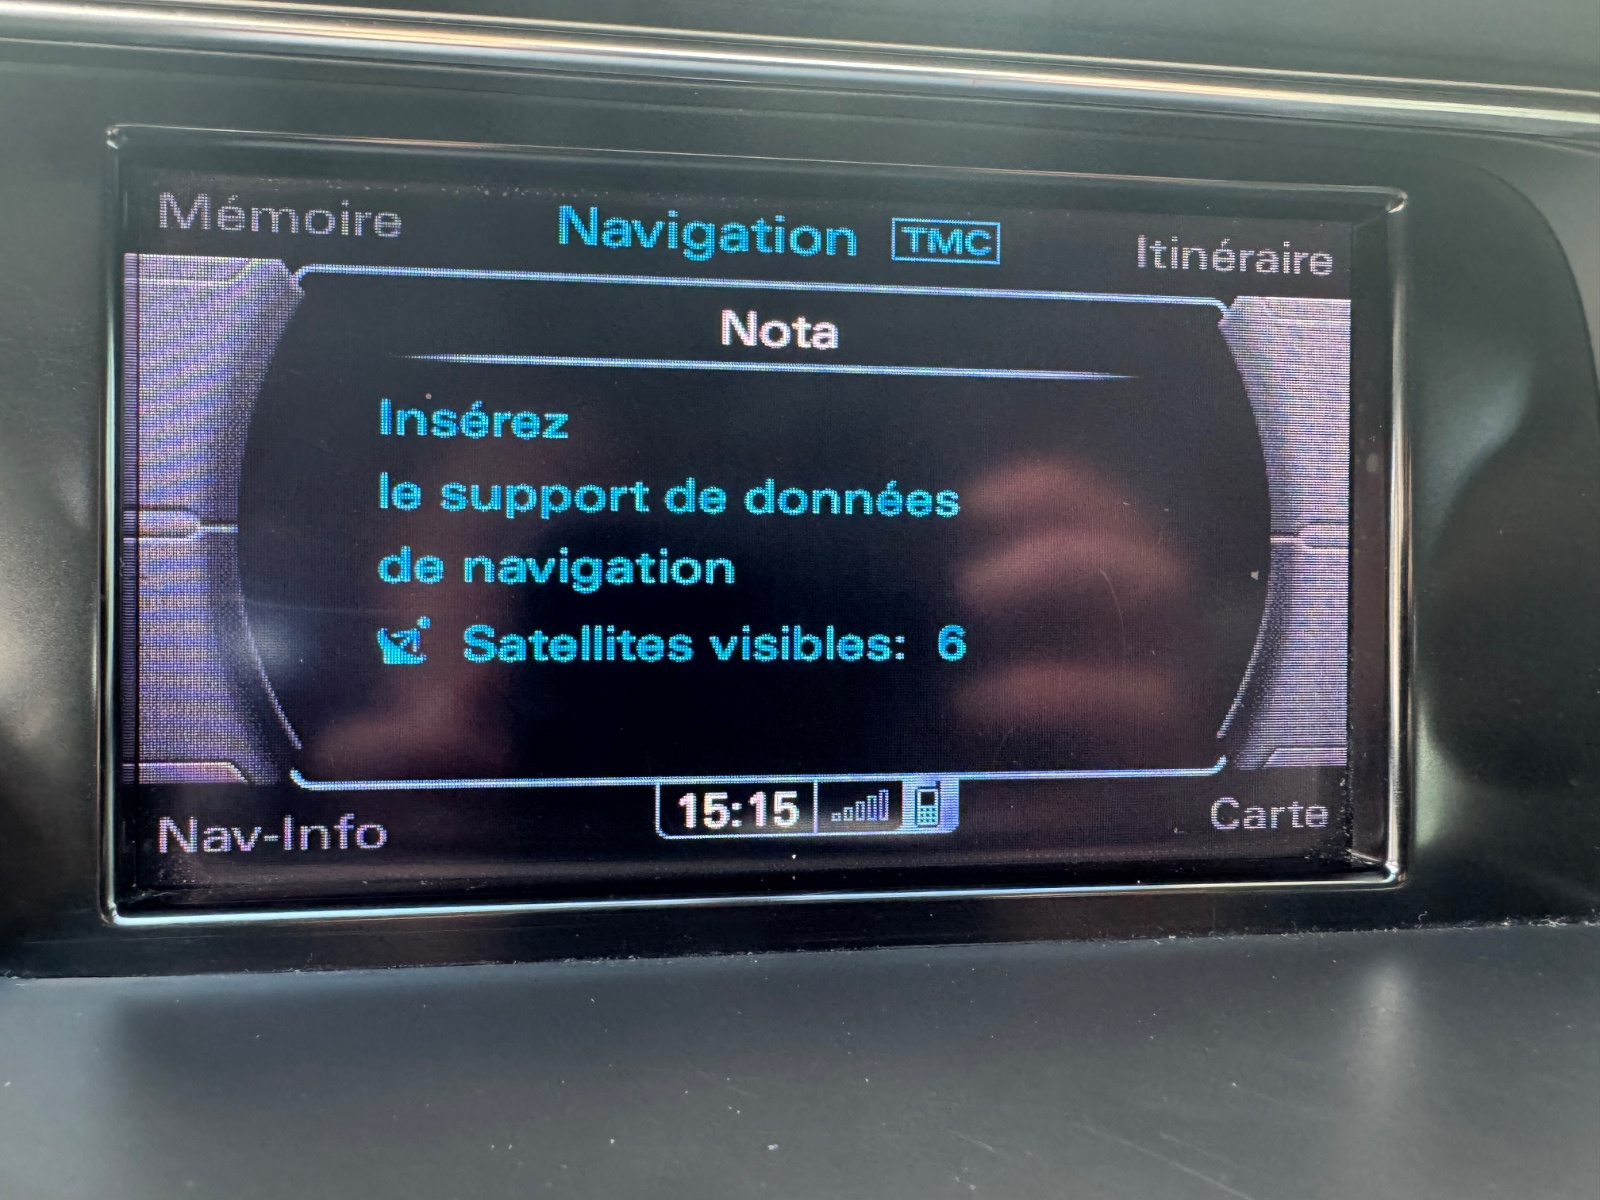 Mémoire
Navigation TMC
Itinéraire
Nota
Insérez
le support de données
de navigation
Satellites visibles: 6
Nav-Info
15:15
Carte